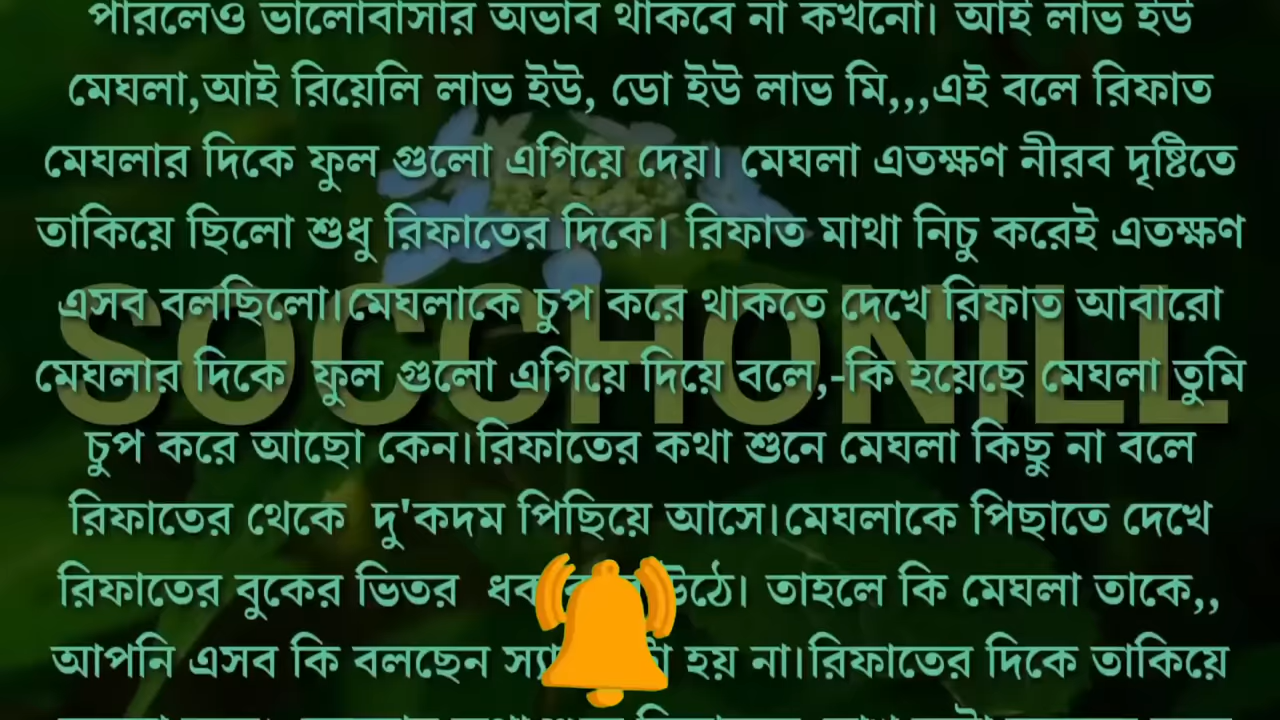 পারলেও ভালোবাসার অভাব থাকবে না কখনো। আই লাভ ইউ
মেঘলা,আই রিয়েলি লাভ ইউ, ডো ইউ লাভ মি,,,এই বলে রিফাত
মেঘলার দিকে ফুল গুলো এগিয়ে দেয়। মেঘলা এতক্ষণ নীরব দৃষ্টিতে
তাকিয়ে ছিলো শুধু রিফাতের দিকে। রিফাত মাথা নিচু করেই এতক্ষণ
এসব বলছিলো।মেঘলাকে চুপ করে থাকতে দেখে রিফাত আবারো
SOCCHONILL
মেঘলার দিকে ফুল গুলো এগিয়ে দিয়ে বলে,-কি হয়েছে মেঘলা তুমি
চুপ করে আছো কেন।রিফাতের কথা শুনে মেঘলা কিছু না বলে
রিফাতের থেকে দু'কদম পিছিয়ে আসে।মেঘলাকে পিছাতে দেখে
রিফাতের বুকের ভিতর উঠে। তাহলে কি মেঘলা তাকে,,
আপনি এসব কি বলছেন হয় না।রিফাতের দিকে তাকিয়ে